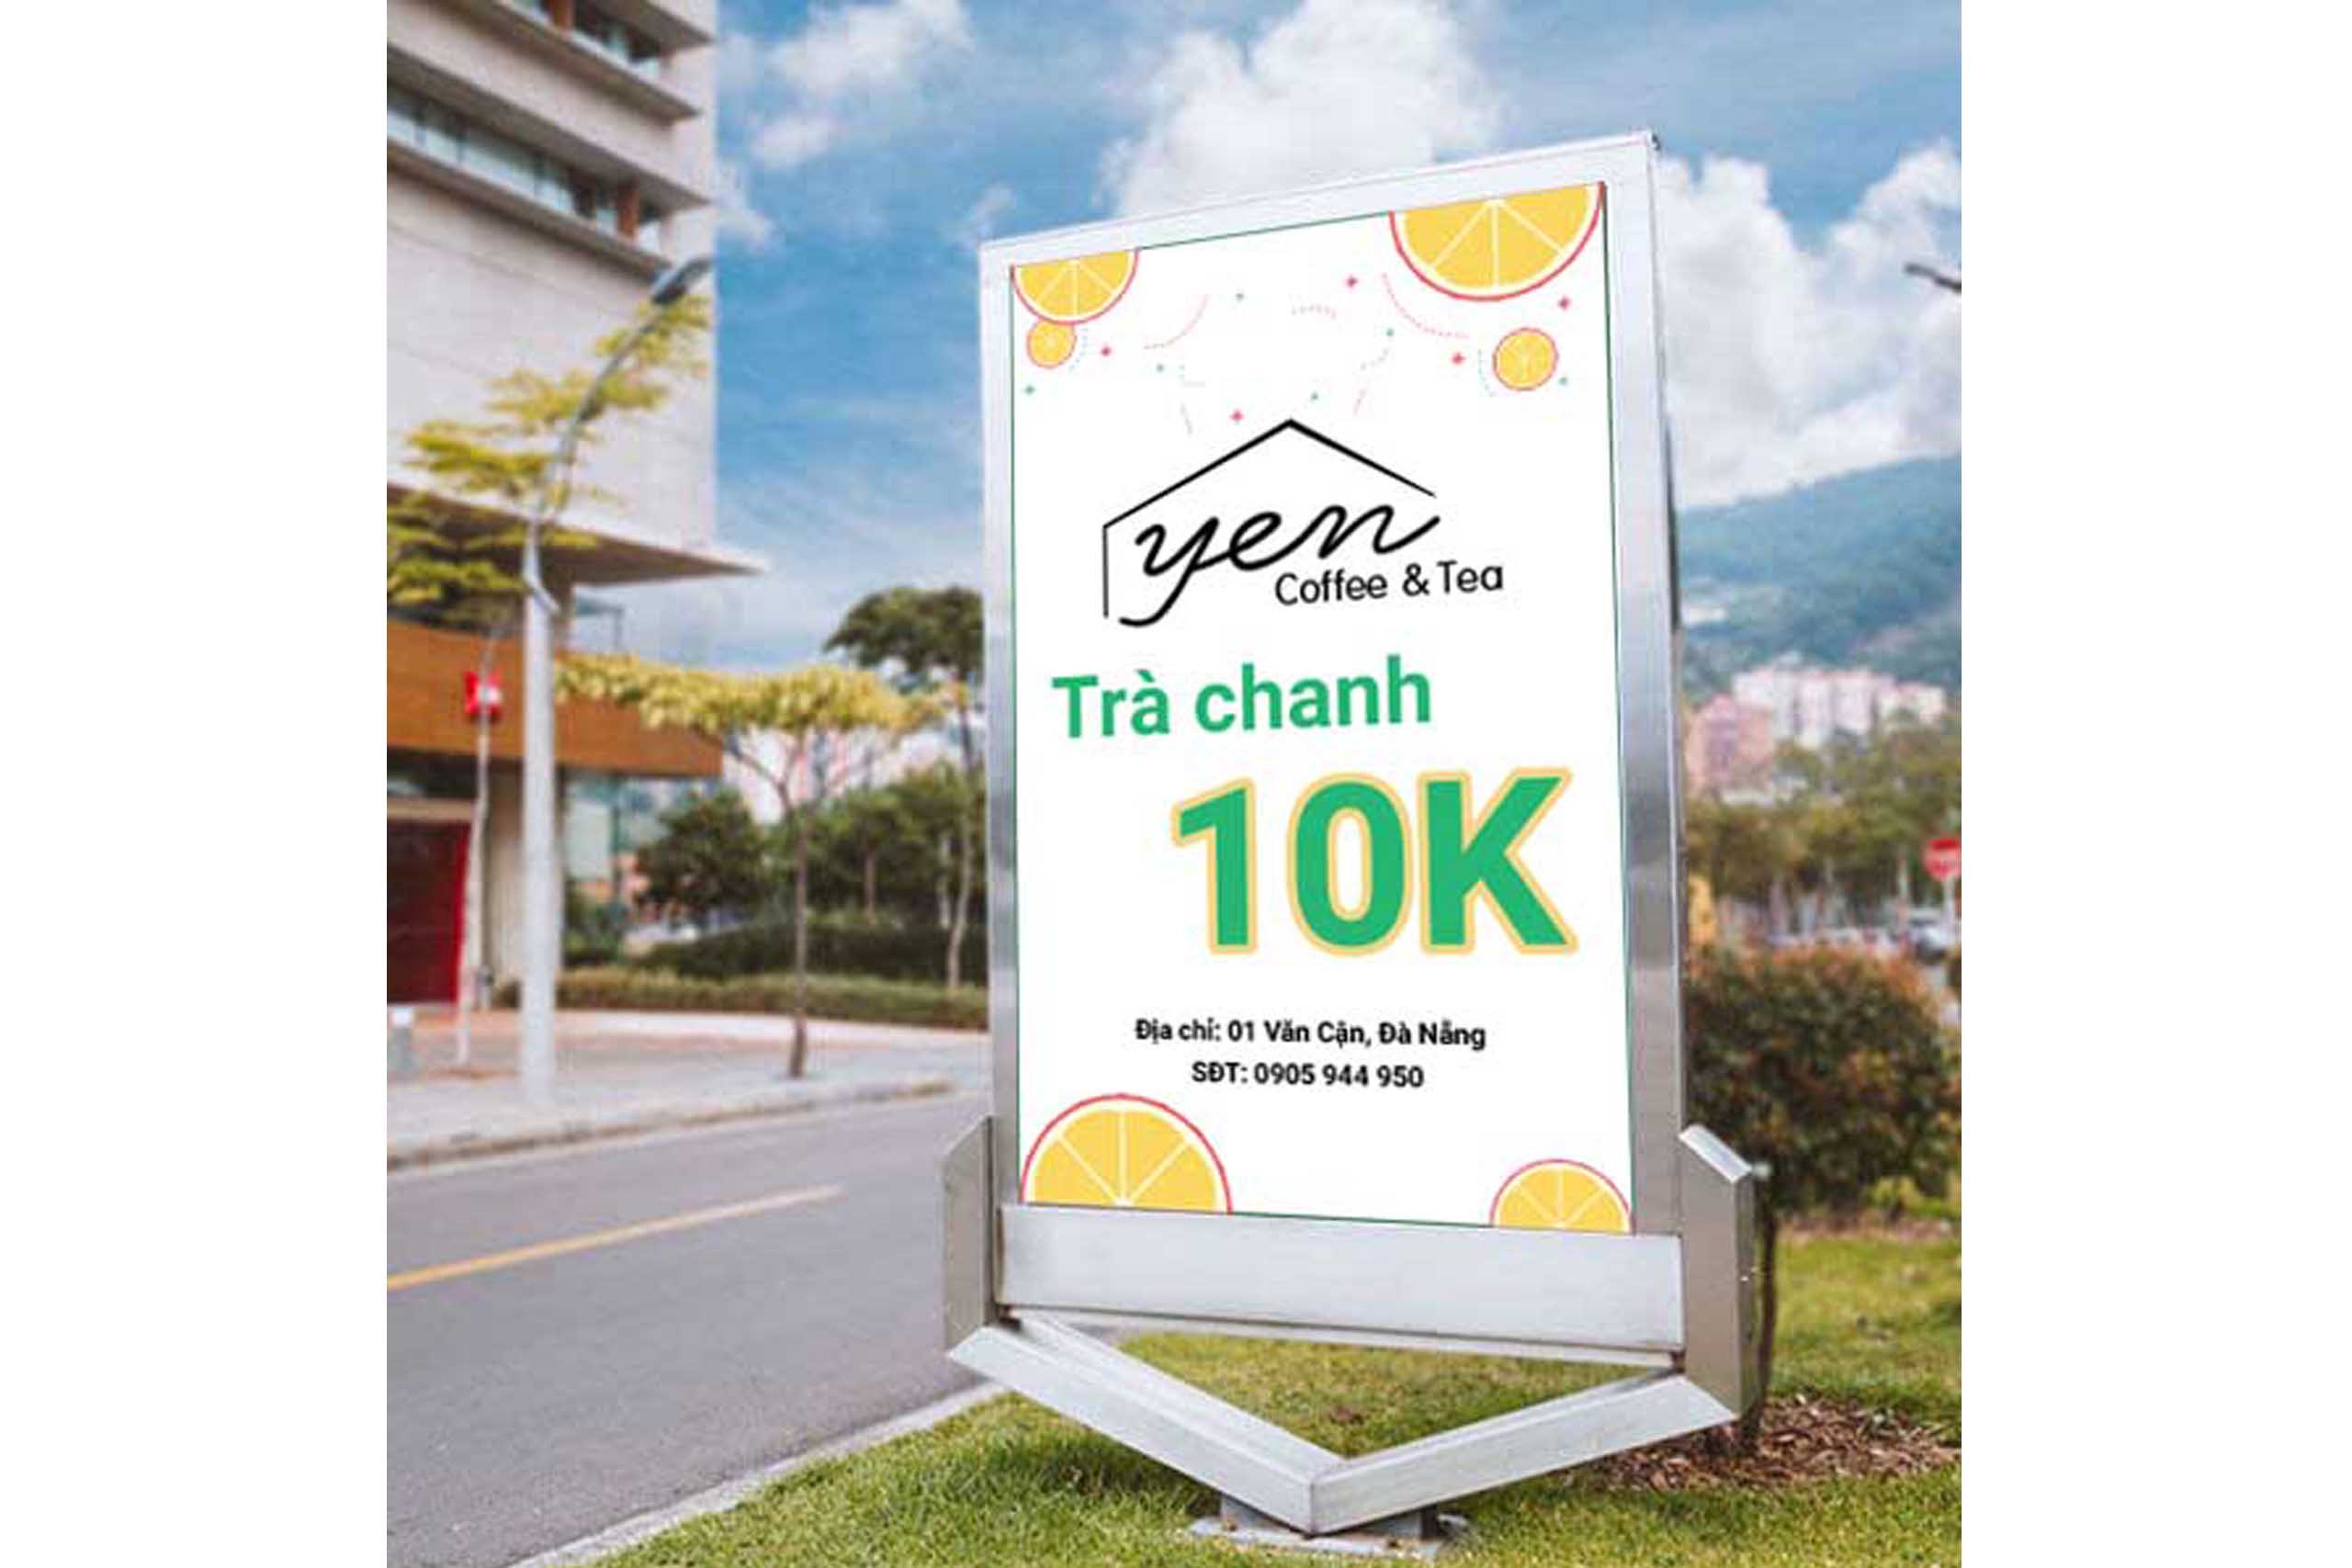 yen
Coffee & Tea
Trà chanh
10K
Địa chỉ: 01 Văn Cận, Đà Nẵng
SĐT: 0905 944 950